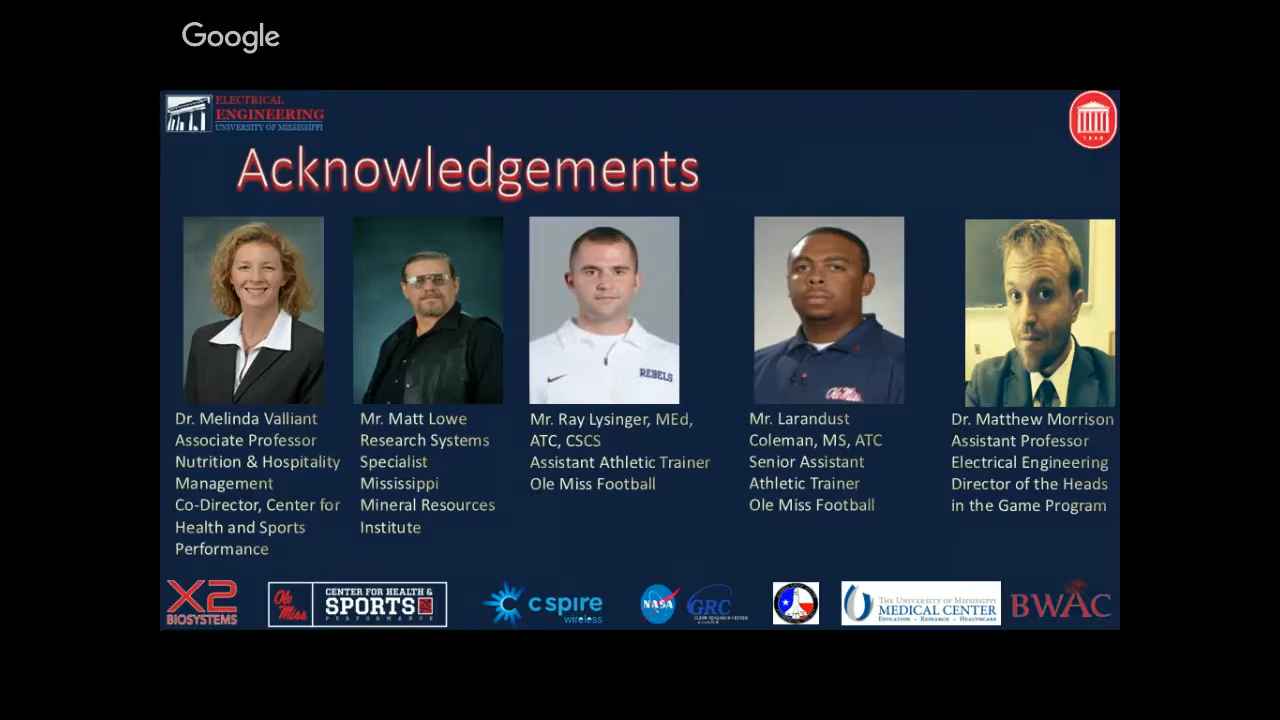 Google
ELECTRICAL
ENGINEERING
UNIVERSITY OF MISSISSIPPI
Acknowledgements
REBELS
Ole Miss
Dr. Melinda Valliant
Associate Professor
Nutrition & Hospitality
Management
Co-Director, Center for
Health and Sports
Performance
Mr. Matt Lowe
Research Systems
Specialist
Mississippi
Mineral Resources
Institute
Mr. Ray Lysinger, MEd,
ATC, CSCS
Assistant Athletic Trainer
Ole Miss Football
Mr. Larandust
Coleman, MS, ATC
Senior Assistant
Athletic Trainer
Ole Miss Football
Dr. Matthew Morrison
Assistant Professor
Electrical Engineering
Director of the Heads
in the Game Program
X2
BIOSYSTEMS
Ole
Miss
CENTER FOR HEALTH &
SPORTS
PERFORMANCE
c spire
wireless
NASA
GRC
THE UNIVERSITY OF MISSISSIPPI
MEDICAL CENTER
EDUCATION • RESEARCH • HEALTHCARE
BWAC